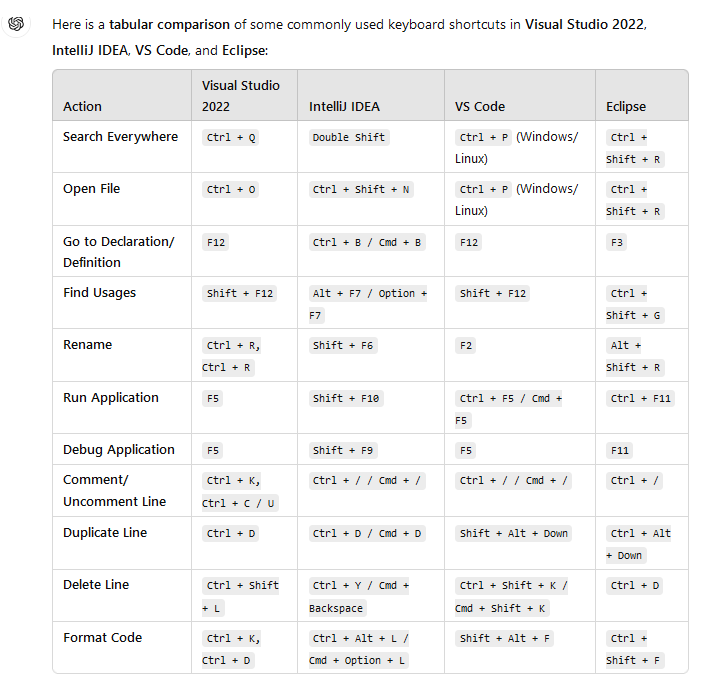 Here is a tabular comparison of some commonly used keyboard shortcuts in Visual Studio 2022,
IntelliJ IDEA, VS Code, and Eclipse:
Action
Visual Studio
2022
IntelliJ IDEA
VS Code
Eclipse
Search Everywhere
Ctrl + Q
Double Shift
Ctrl + P (Windows/
Linux)
Ctrl +
Shift + R
Open File
Ctrl + O
Ctrl + Shift + N
Ctrl + P (Windows/
Linux)
Ctrl +
Shift + R
Go to Declaration/
Definition
F12
Ctrl + B / Cmd + B
F12
F3
Find Usages
Shift + F12
Alt + F7 / Option +
F7
Shift + F12
Ctrl +
Shift + G
Rename
Ctrl + R,
Ctrl + R
Shift + F6
F2
Alt +
Shift + R
Run Application
F5
Shift + F10
Ctrl + F5 / Cmd +
F5
Ctrl + F11
Debug Application
F5
Shift + F9
F5
F11
Comment/
Uncomment Line
Ctrl + K,
Ctrl + C / U
Ctrl + / / Cmd + /
Ctrl + / / Cmd + /
Ctrl + /
Duplicate Line
Ctrl + D
Ctrl + D / Cmd + D
Shift + Alt + Down
Ctrl + Alt
+ Down
Delete Line
Ctrl + Shift
+ L
Ctrl + Y / Cmd +
Backspace
Ctrl + Shift + K /
Cmd + Shift + K
Ctrl + D
Format Code
Ctrl + K,
Ctrl + D
Ctrl + Alt + L /
Cmd + Option + L
Shift + Alt + F
Ctrl +
Shift + F